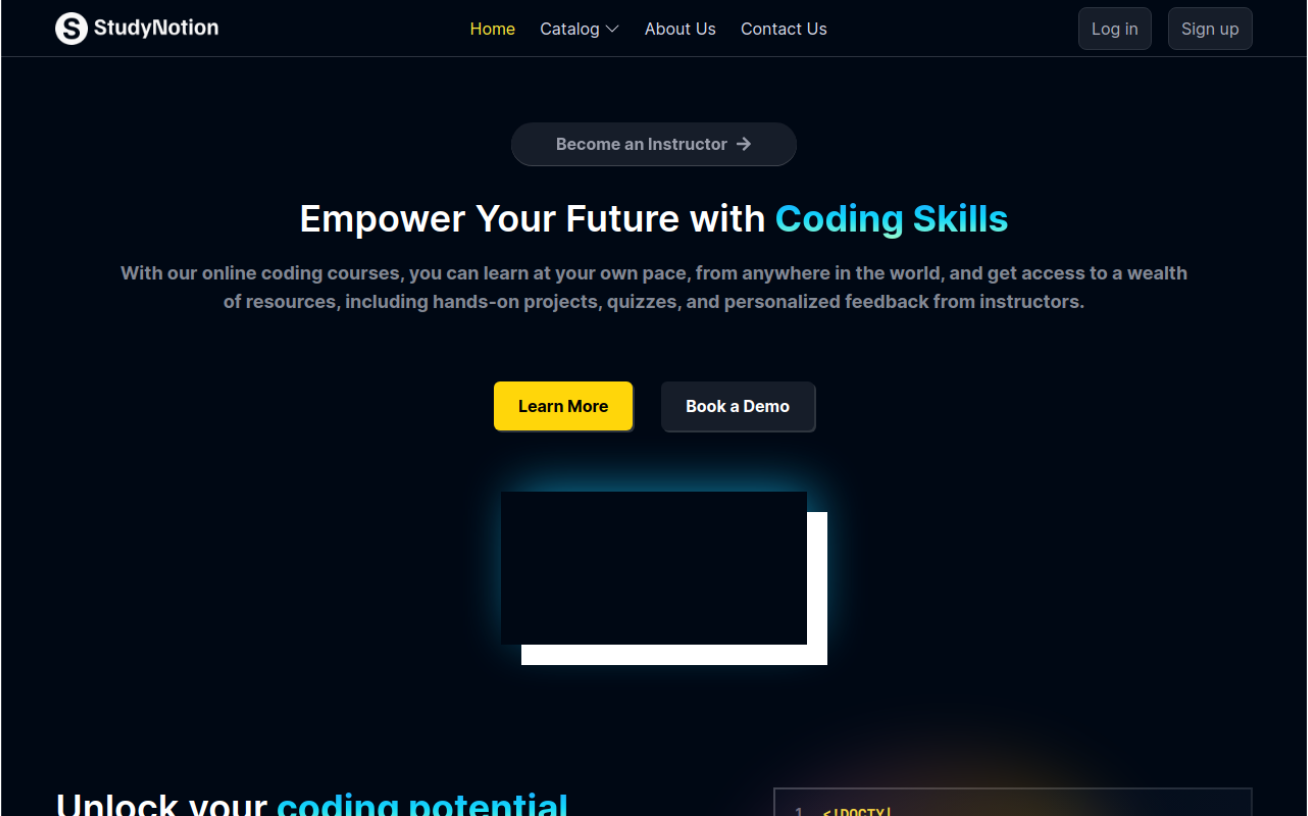 StudyNotion
Home Catalog About Us Contact Us
Log in Sign up
Become an Instructor →
Empower Your Future with Coding Skills
With our online coding courses, you can learn at your own pace, from anywhere in the world, and get access to a wealth
of resources, including hands-on projects, quizzes, and personalized feedback from instructors.
Learn More Book a Demo
Unlock your coding potential
1 <!DOCTY|